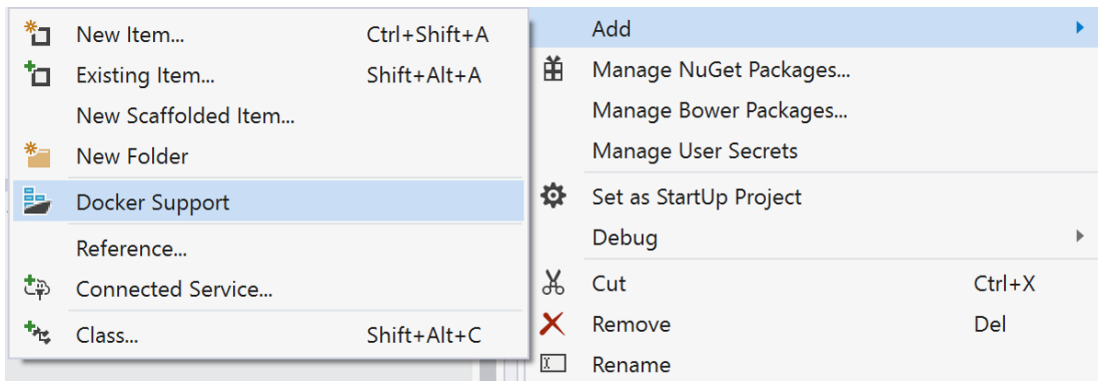 New Item... Ctrl+Shift+A
Existing Item... Shift+Alt+A
New Scaffolded Item...
New Folder
Docker Support
Reference...
Connected Service...
Class... Shift+Alt+C
Add
Manage NuGet Packages...
Manage Bower Packages...
Manage User Secrets
Set as StartUp Project
Debug
Cut Ctrl+X
Remove Del
Rename